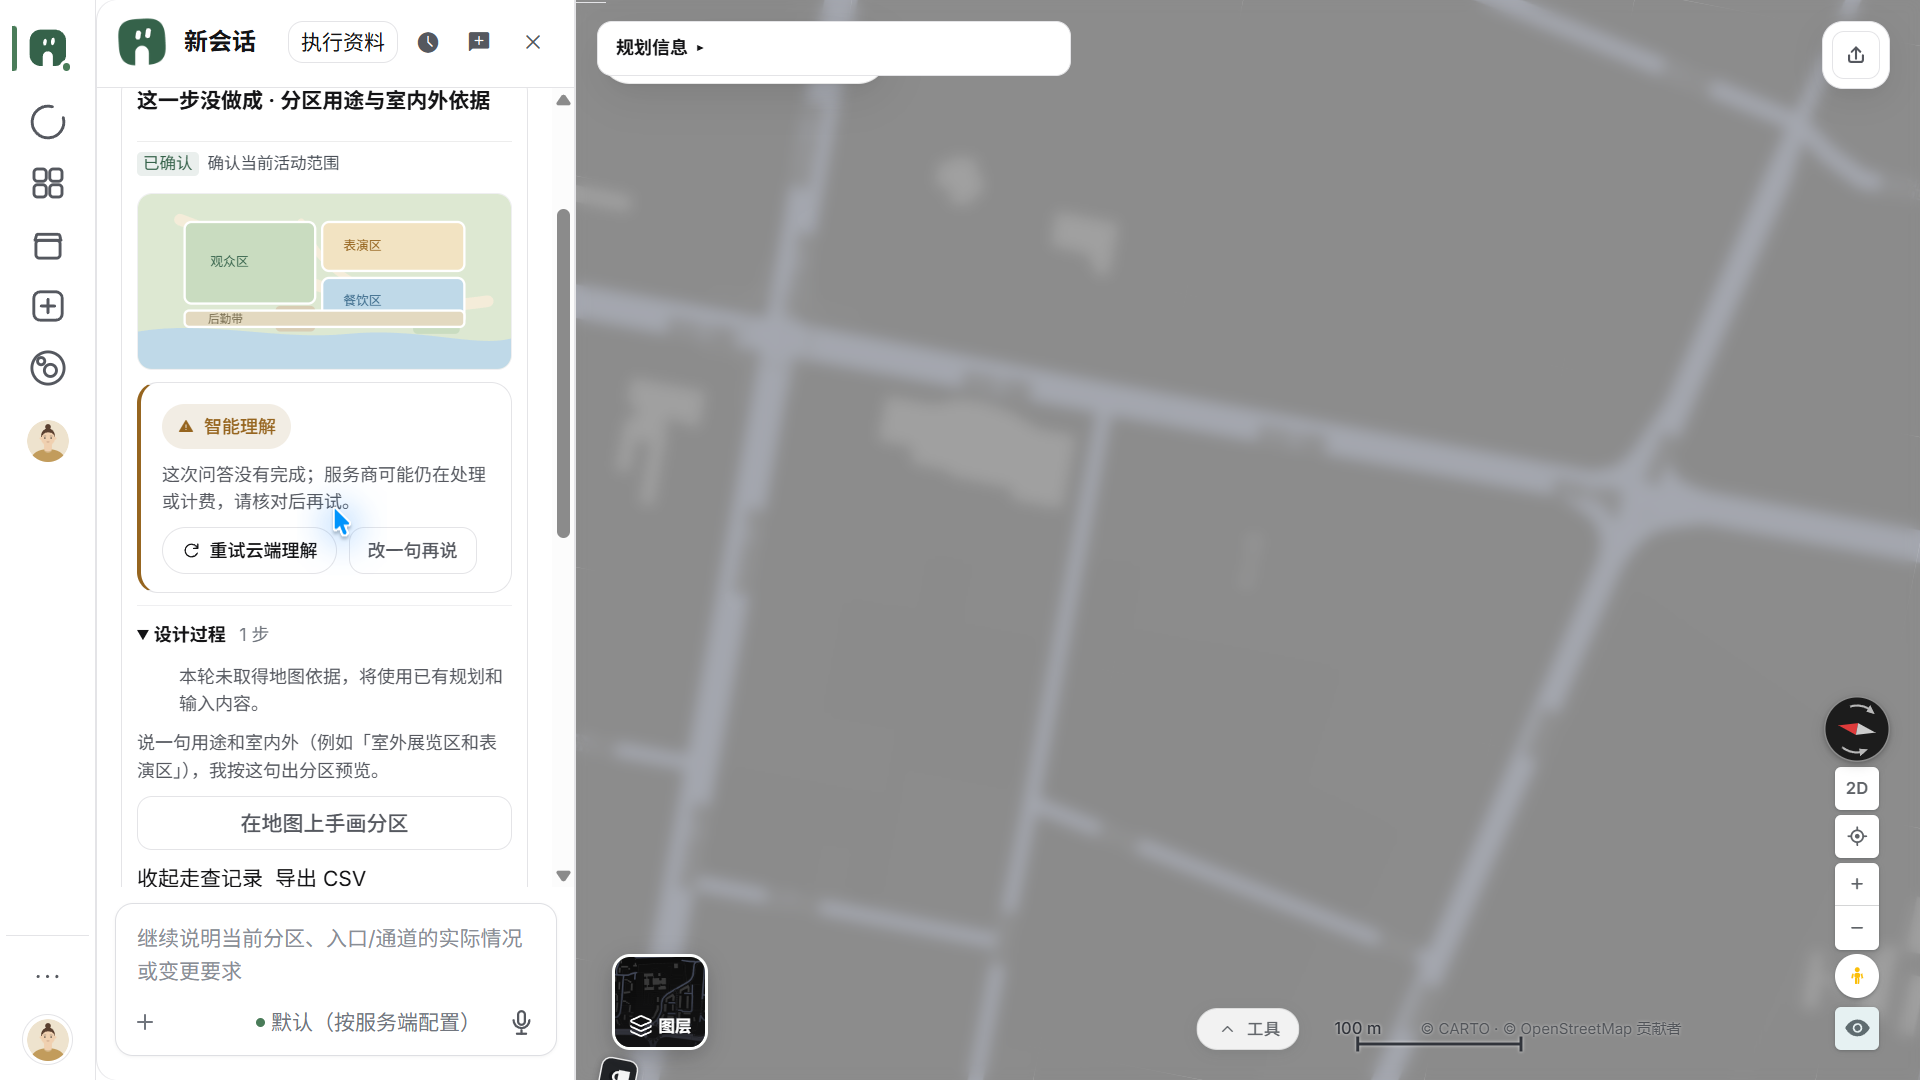 新会话
执行资料
这一步没做成 · 分区用途与室内外依据
已确认 确认当前活动范围
观众区
表演区
餐饮区
后勤带
智能理解
这次问答没有完成；服务商可能仍在处理
或计费，请核对后再试。
重试云端理解
改一句再说
▼ 设计过程 1 步
本轮未取得地图依据，将使用已有规划和
输入内容。
说一句用途和室内外（例如「室外展览区和表
演区」），我按这句出分区预览。
在地图上手画分区
收起走查记录 导出 CSV
继续说明当前分区、入口/通道的实际情况
或变更要求
默认（按服务端配置）
规划信息 ▸
图层
工具
100 m
© CARTO · © OpenStreetMap 贡献者
2D